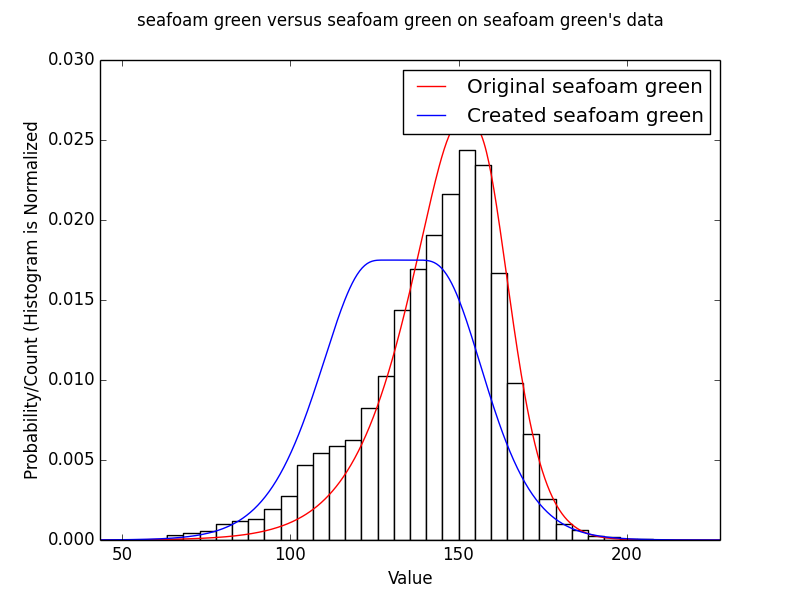 seafoam green versus seafoam green on seafoam green's data
Original seafoam green
Created seafoam green
0.030
0.025
0.020
0.015
0.010
0.005
0.000
Probability/Count (Histogram is Normalized
50
100
150
200
Value